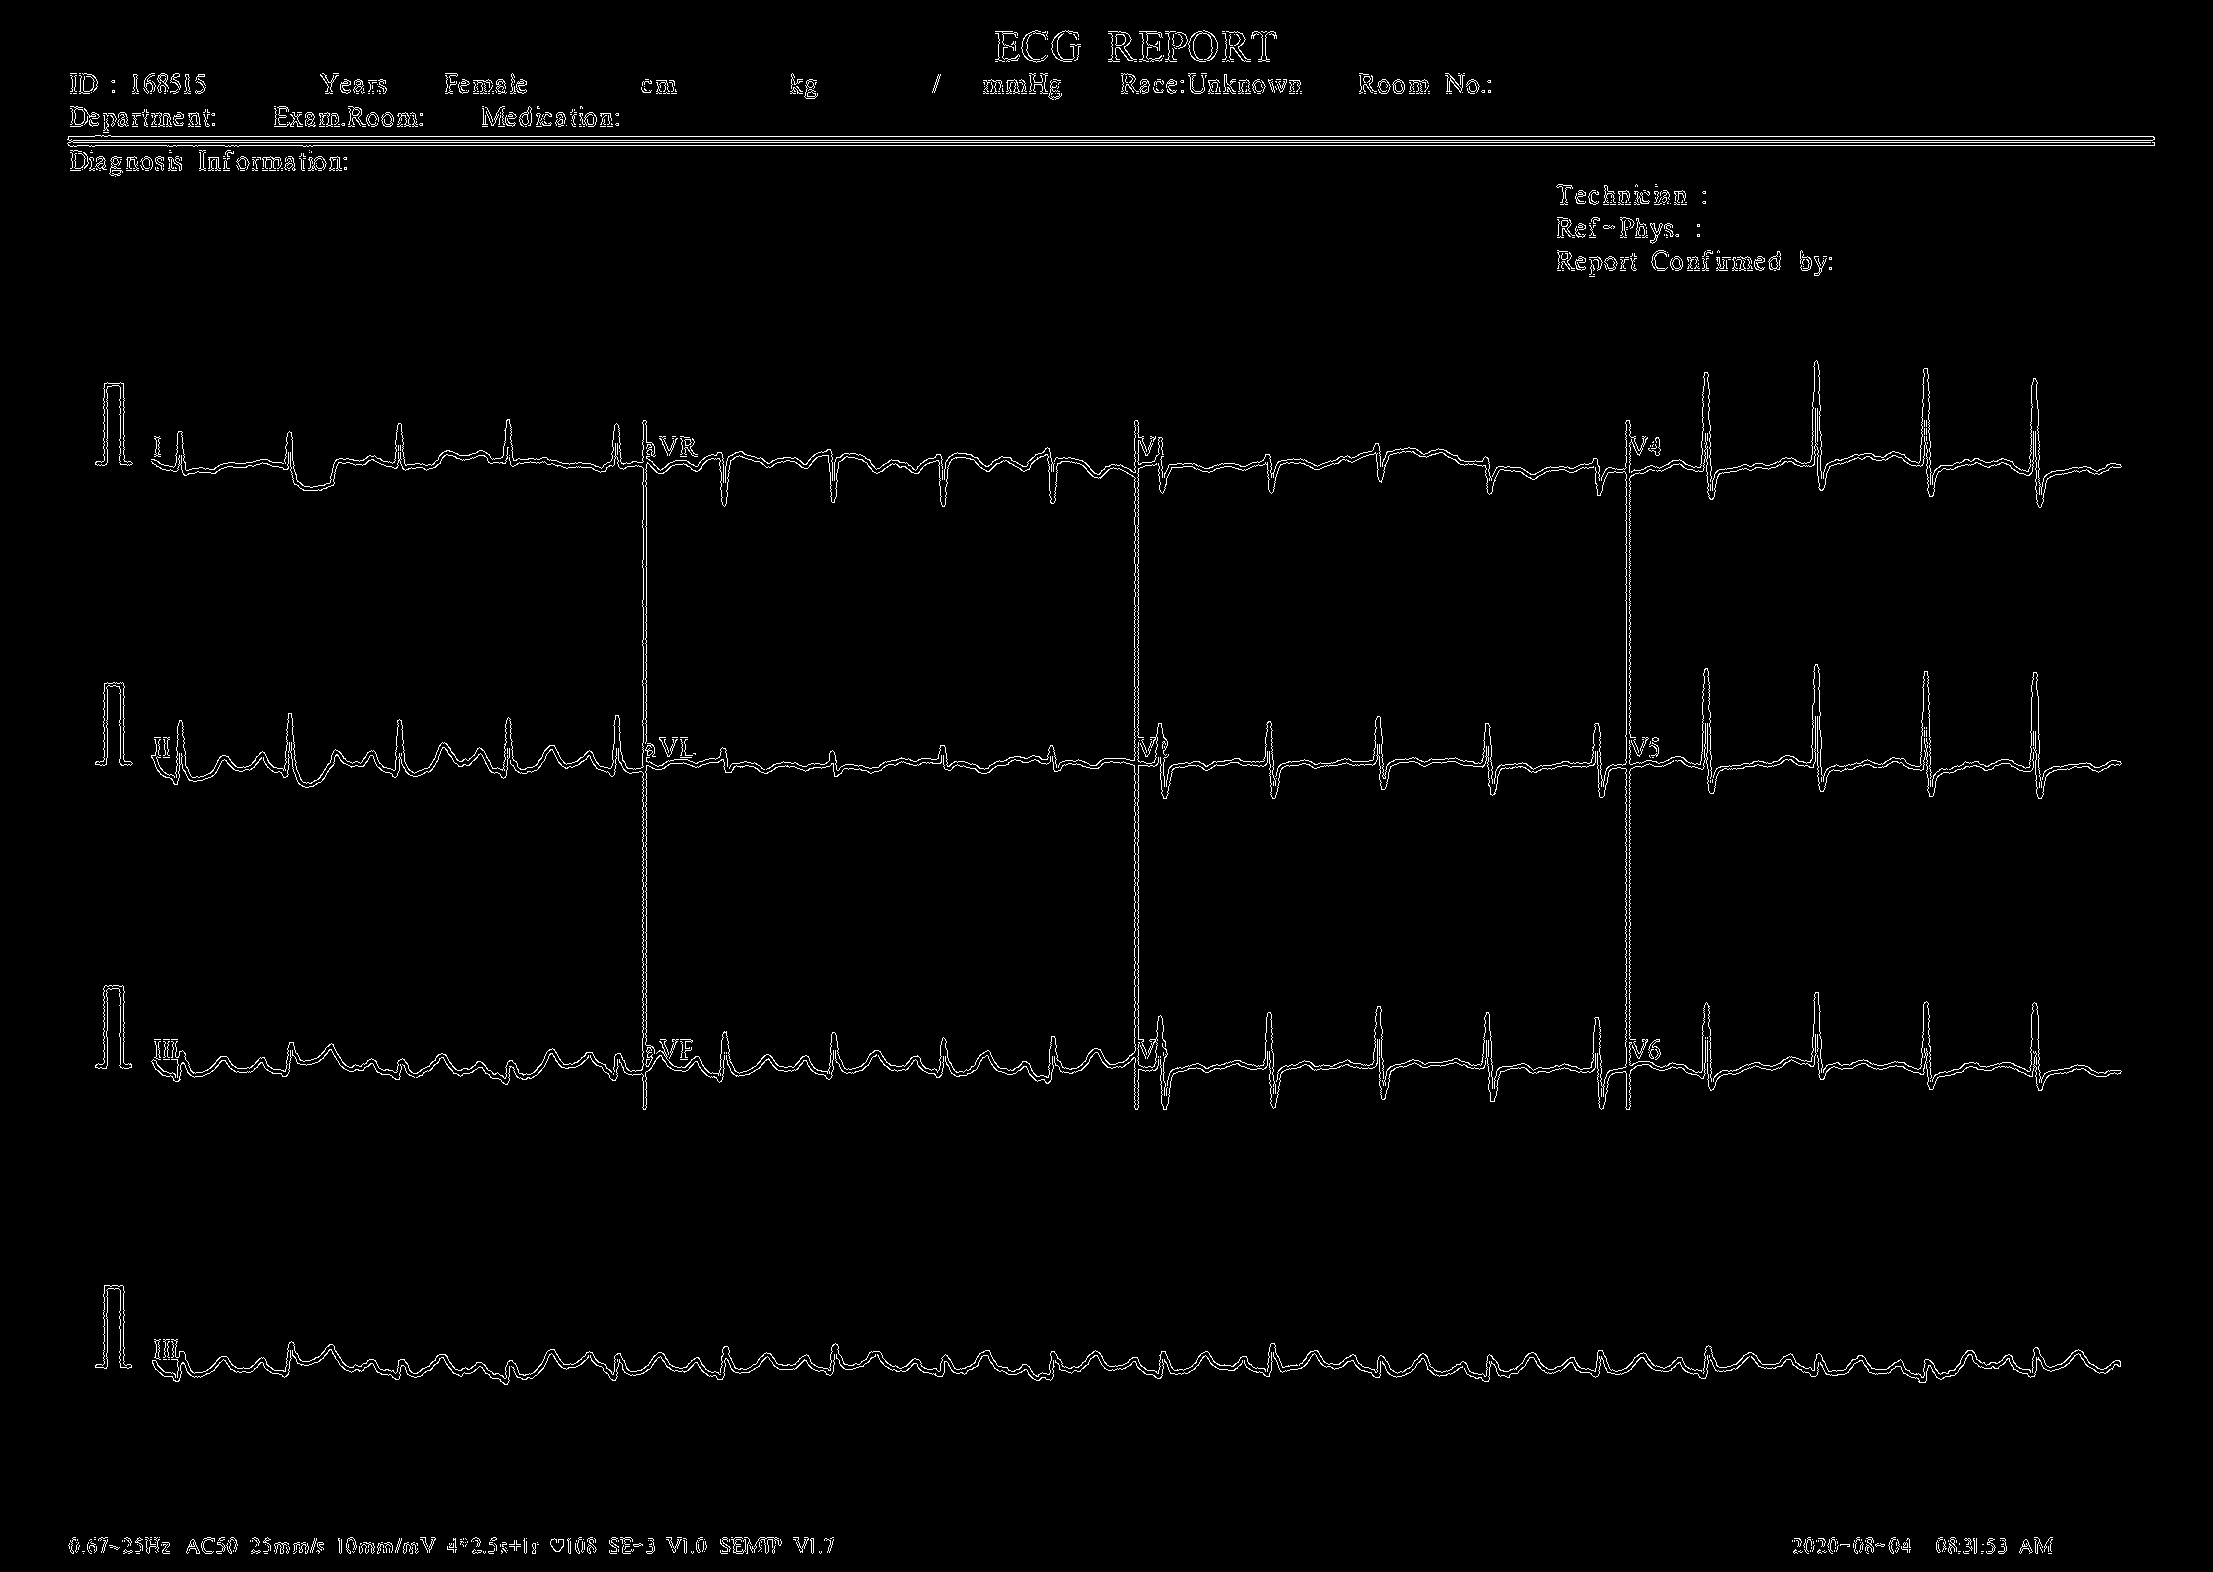 ECG REPORT
ID : 168515 Years Female cm kg / mmHg Race:Unknown Room No.:
Department: Exam.Room: Medication:
Diagnosis Information:
Technician :
Ref-Phys. :
Report Confirmed by:
I aVR V1 V4
II aVL V2 V5
III aVF V3 V6
III
0.67~25Hz AC50 25mm/s 10mm/mV 4*2.5s+1r ♡108 SE-3 V1.0 SEMIP V1.7 2020-08-04 08:31:53 AM